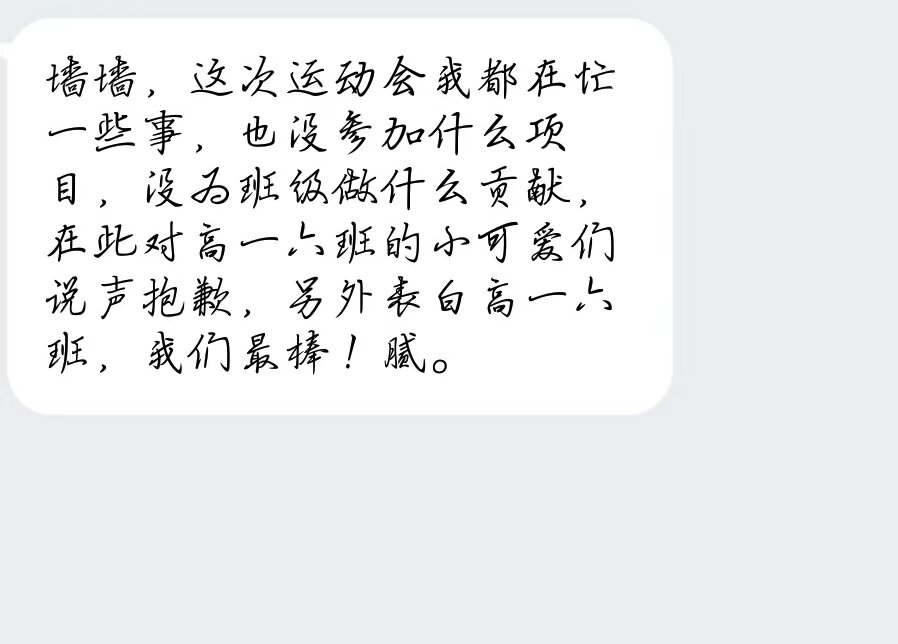 墙墙，这次运动会我都在忙
一些事，也没参加什么项
目，没为班级做什么贡献，
在此对高一六班的小可爱们
说声抱歉，另外表白高一六
班，我们最棒！腻。